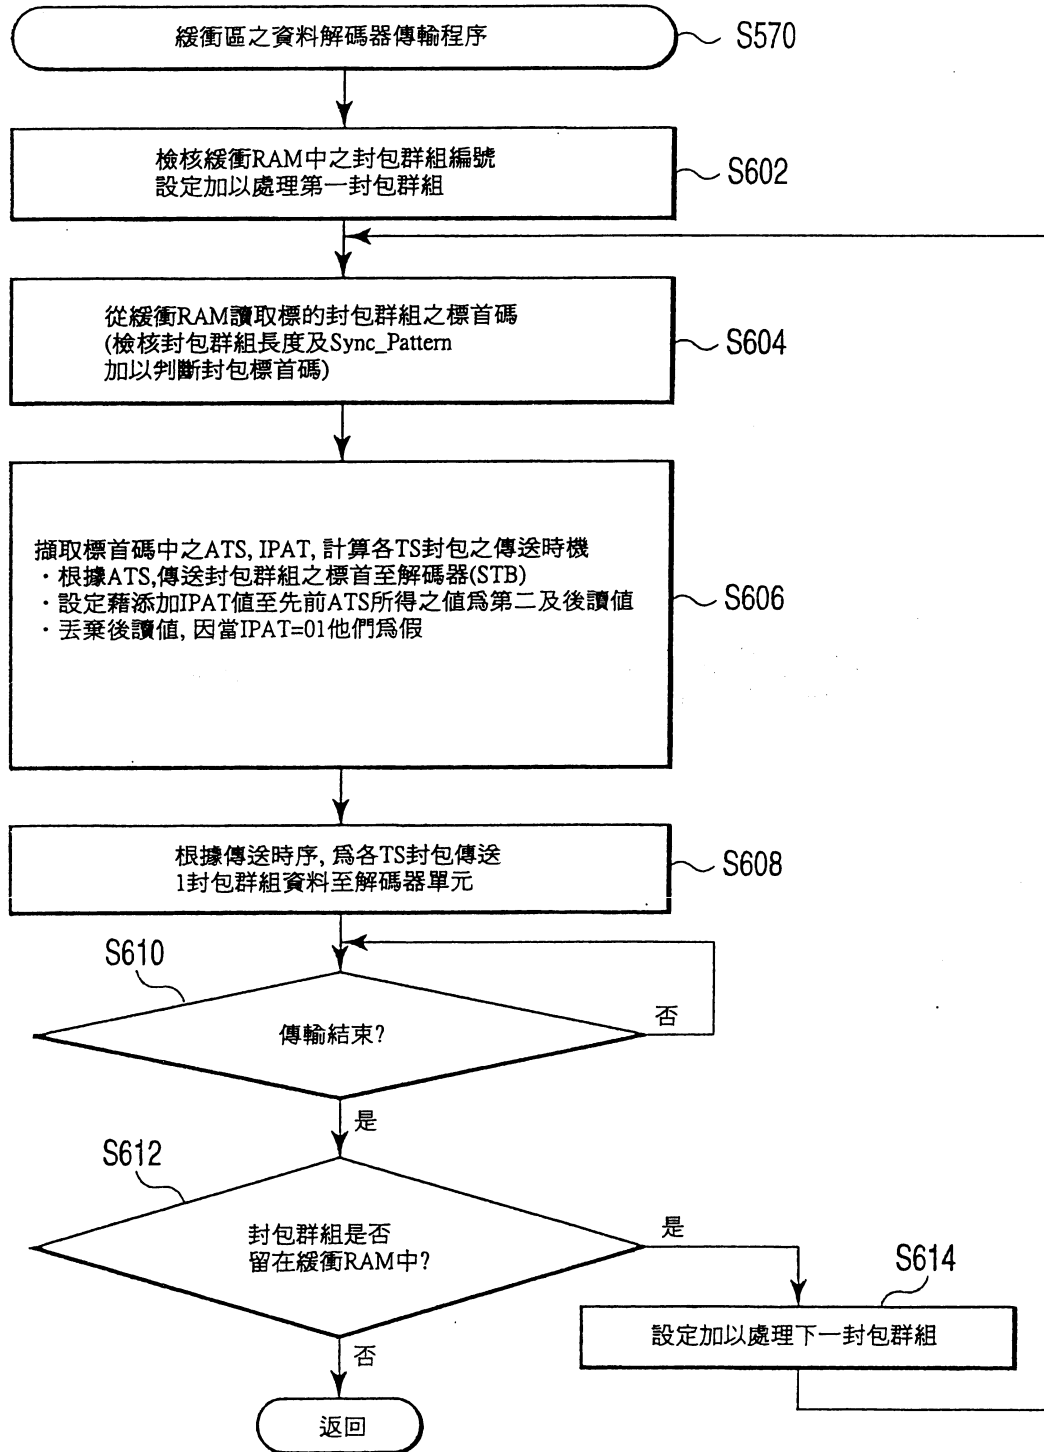 緩衝區之資料解碼器傳輸程序
S570
檢核緩衝RAM中之封包群組編號
設定加以處理第一封包群組
S602
從緩衝RAM讀取標的封包群組之標首碼
(檢核封包群組長度及Sync_Pattern
加以判斷封包標首碼)
S604
擷取標首碼中之ATS, IPAT, 計算各TS封包之傳送時機
・根據ATS,傳送封包群組之標首至解碼器(STB)
・設定藉添加IPAT值至先前ATS所得之值爲第二及後讀值
・丟棄後讀值, 因當IPAT=01他們爲假
S606
根據傳送時序, 爲各TS封包傳送
1封包群組資料至解碼器單元
S608
S610
傳輸結束?
否
是
S612
封包群組是否
留在緩衝RAM中?
是
S614
設定加以處理下一封包群組
否
返回